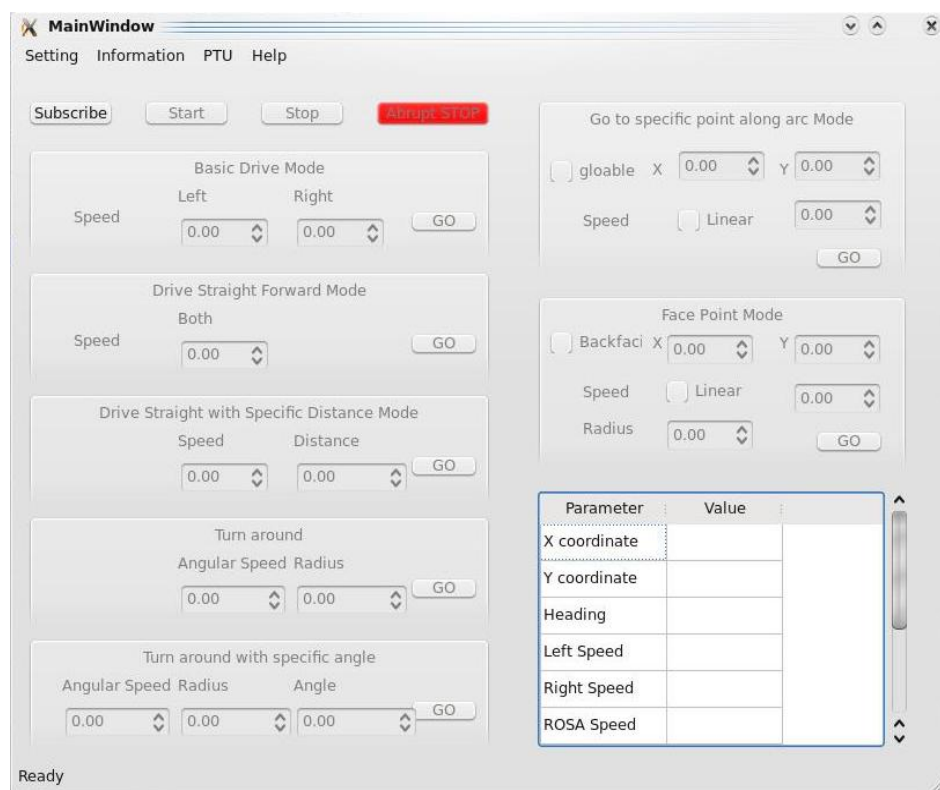 MainWindow
Setting Information PTU Help
Subscribe Start Stop Abrupt STOP
Basic Drive Mode
Left Right
Speed 0.00 0.00 GO
Drive Straight Forward Mode
Both
Speed 0.00 GO
Drive Straight with Specific Distance Mode
Speed Distance
0.00 0.00 GO
Turn around
Angular Speed Radius
0.00 0.00 GO
Turn around with specific angle
Angular Speed Radius Angle
0.00 0.00 0.00 GO
Go to specific point along arc Mode
gloable X 0.00 Y 0.00
Speed Linear 0.00
GO
Face Point Mode
Backfaci X 0.00 Y 0.00
Speed Linear 0.00
Radius 0.00 GO
Parameter Value
X coordinate
Y coordinate
Heading
Left Speed
Right Speed
ROSA Speed
Ready